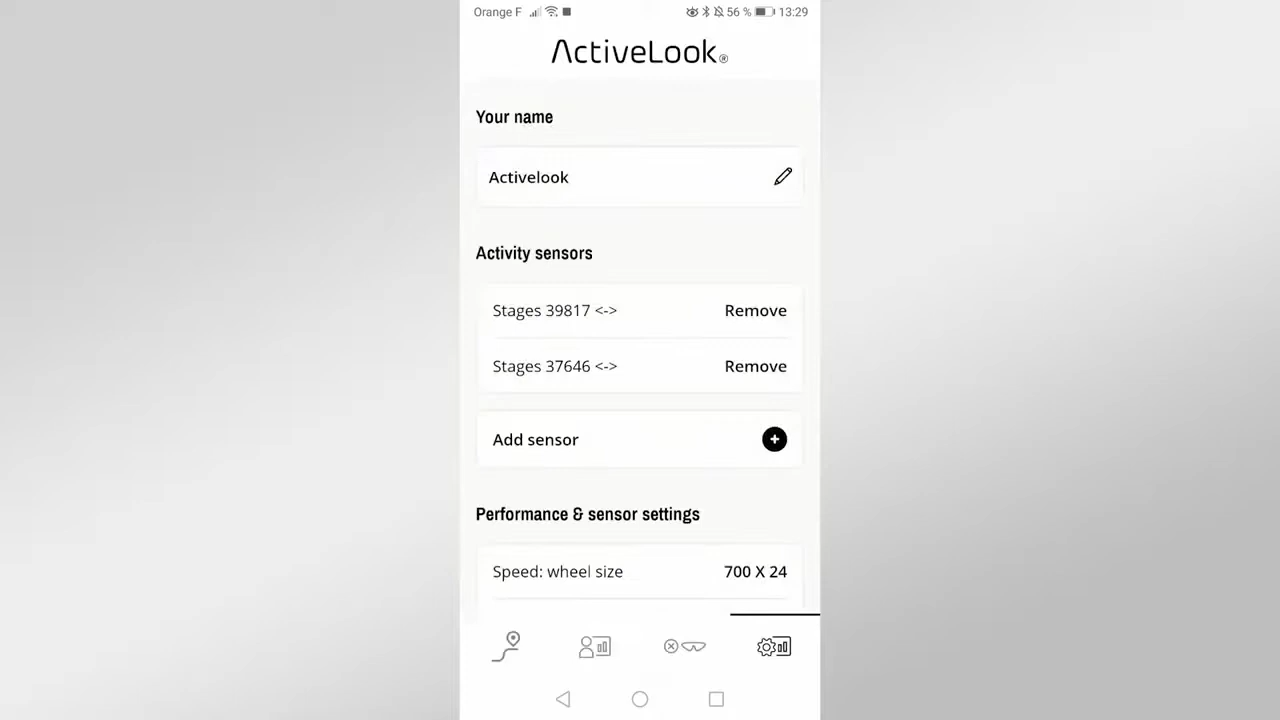 Orange F 56 % 13:29
ActiveLook®
Your name
Activelook
Activity sensors
Stages 39817 <-> Remove
Stages 37646 <-> Remove
Add sensor
Performance & sensor settings
Speed: wheel size 700 X 24